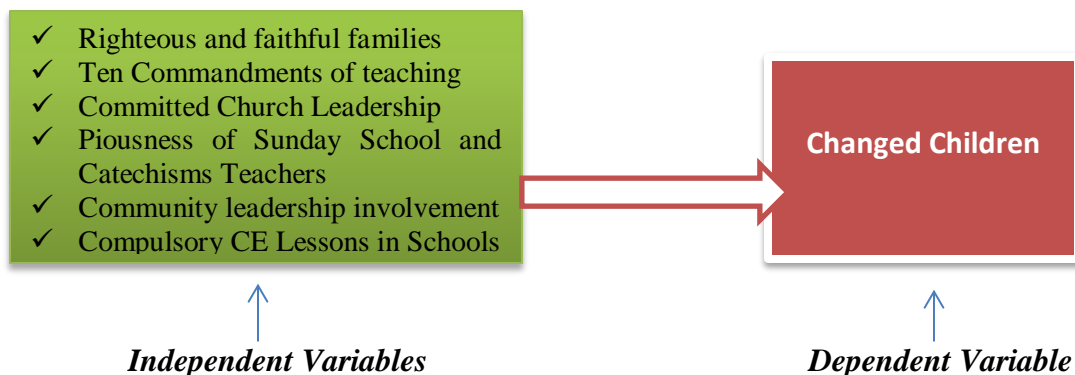 ✓ Righteous and faithful families
✓ Ten Commandments of teaching
✓ Committed Church Leadership
✓ Piousness of Sunday School and
Catechisms Teachers
✓ Community leadership involvement
✓ Compulsory CE Lessons in Schools
Changed Children
Independent Variables
Dependent Variable